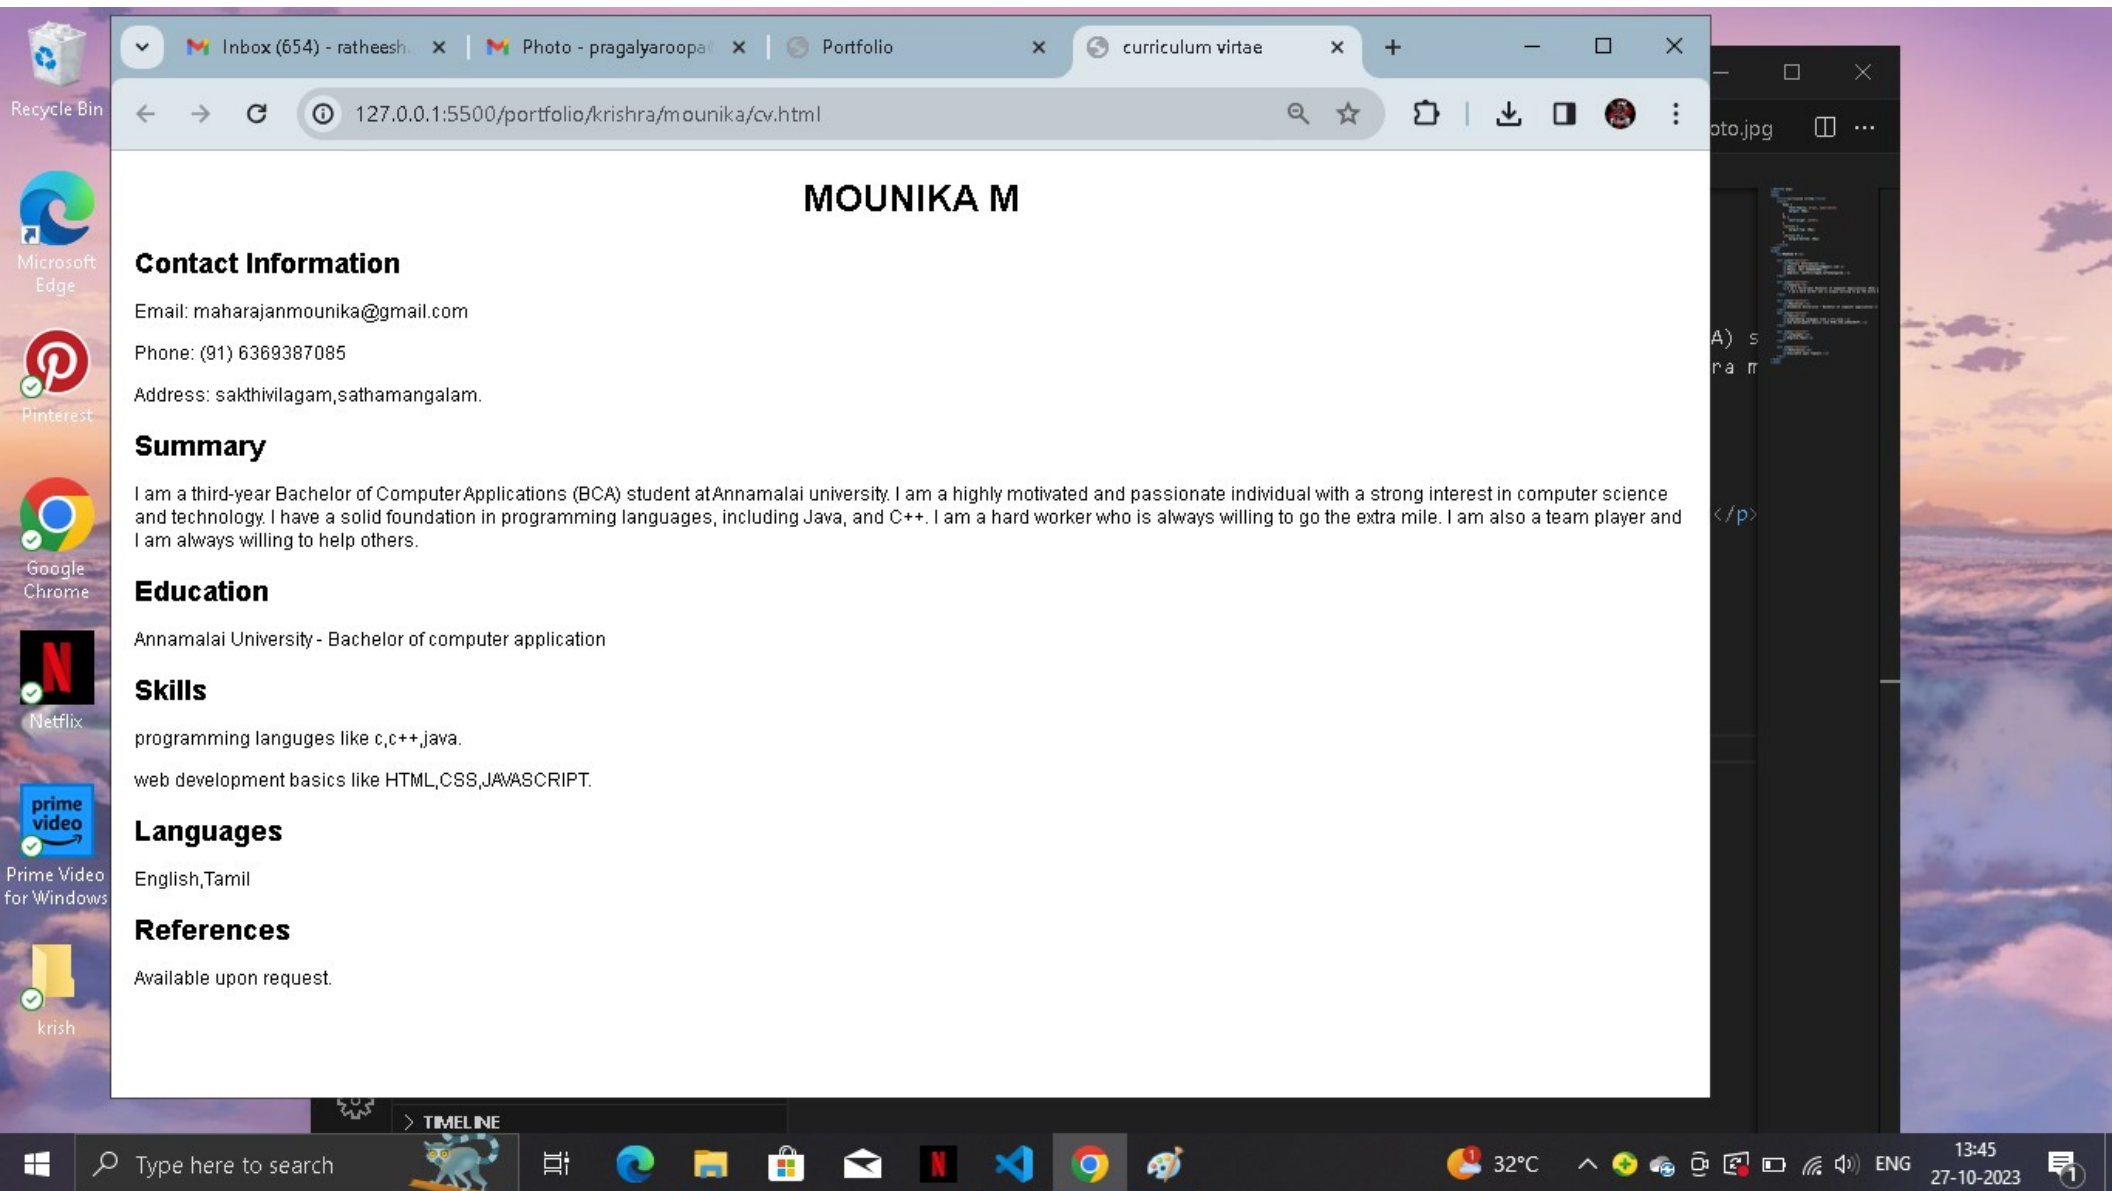 Inbox (654) - ratheesh
Photo - pragalyaroopa
Portfolio
curriculum virtae
127.0.0.1:5500/portfolio/krishra/mounika/cv.html
Recycle Bin
Microsoft
Edge
Pinterest
Google
Chrome
Netflix
prime
video
Prime Video
for Windows
krish
oto.jpg
A) s
ra m
</p>
MOUNIKA M
Contact Information
Email: maharajanmounika@gmail.com
Phone: (91) 6369387085
Address: sakthivilagam,sathamangalam.
Summary
I am a third-year Bachelor of Computer Applications (BCA) student at Annamalai university. I am a highly motivated and passionate individual with a strong interest in computer science
and technology. I have a solid foundation in programming languages, including Java, and C++. I am a hard worker who is always willing to go the extra mile. I am also a team player and
I am always willing to help others.
Education
Annamalai University - Bachelor of computer application
Skills
programming languges like c,c++,java.
web development basics like HTML,CSS,JAVASCRIPT.
Languages
English,Tamil
References
Available upon request.
> TIMELINE
Type here to search
1
32°C
ENG
13:45
27-10-2023
1